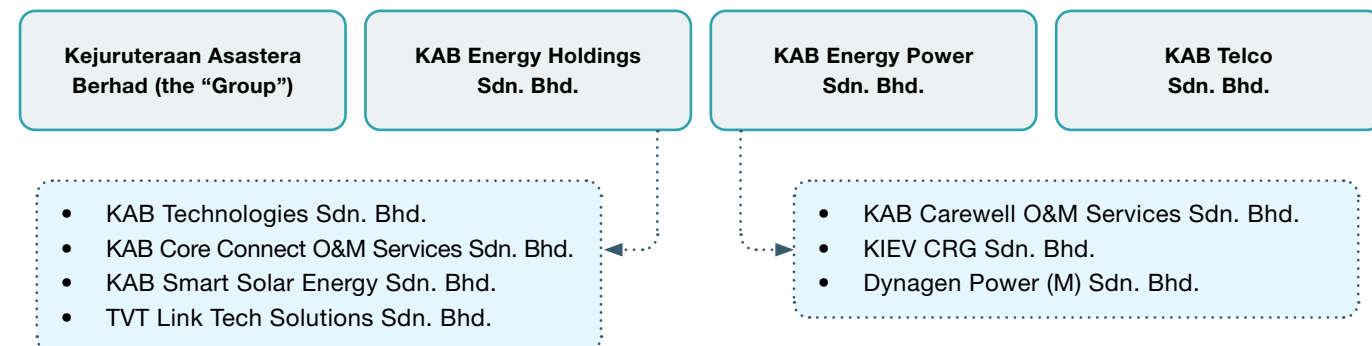 Kejuruteraan Asastera
Berhad (the “Group”)
KAB Energy Holdings
Sdn. Bhd.
KAB Energy Power
Sdn. Bhd.
KAB Telco
Sdn. Bhd.
• KAB Technologies Sdn. Bhd.
• KAB Core Connect O&M Services Sdn. Bhd.
• KAB Smart Solar Energy Sdn. Bhd.
• TVT Link Tech Solutions Sdn. Bhd.
• KAB Carewell O&M Services Sdn. Bhd.
• KIEV CRG Sdn. Bhd.
• Dynagen Power (M) Sdn. Bhd.